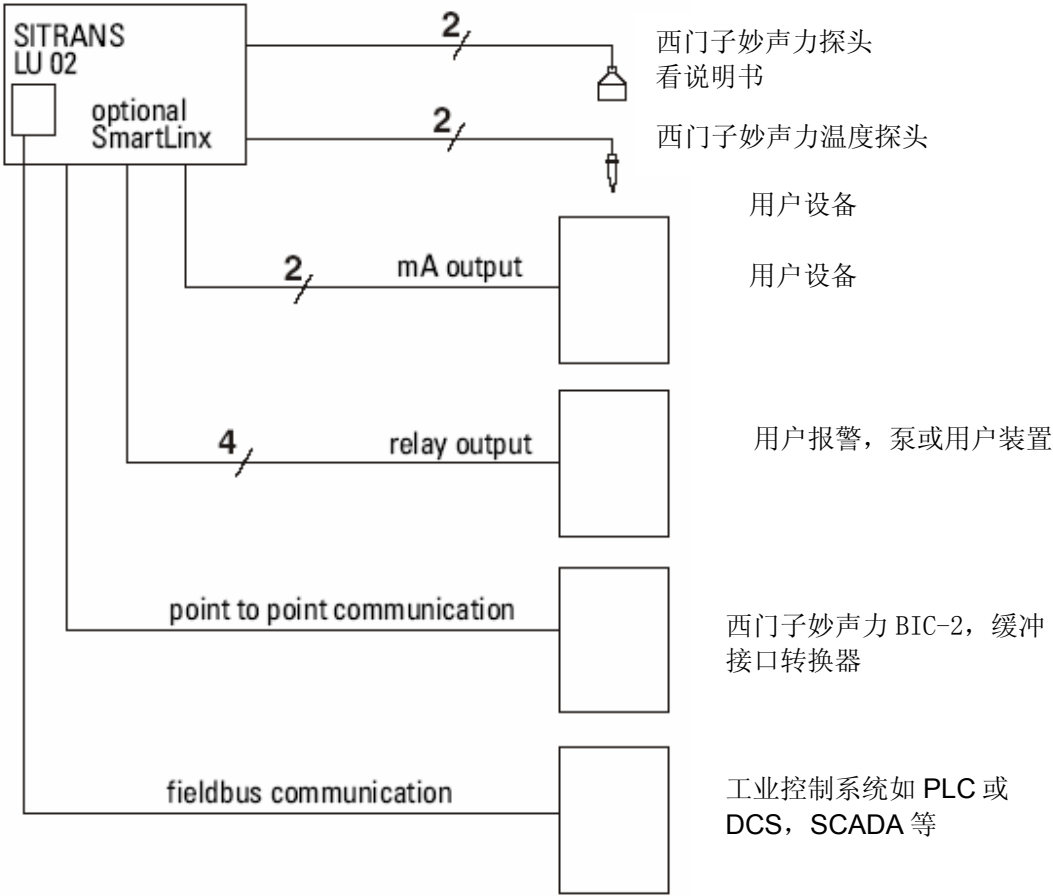 SITRANS
LU 02
optional
SmartLinx
2
西门子妙声力探头
看说明书
2
西门子妙声力温度探头
用户设备
2
mA output
用户设备
4
relay output
用户报警，泵或用户装置
point to point communication
西门子妙声力 BIC-2，缓冲
接口转换器
fieldbus communication
工业控制系统如 PLC 或
DCS，SCADA 等